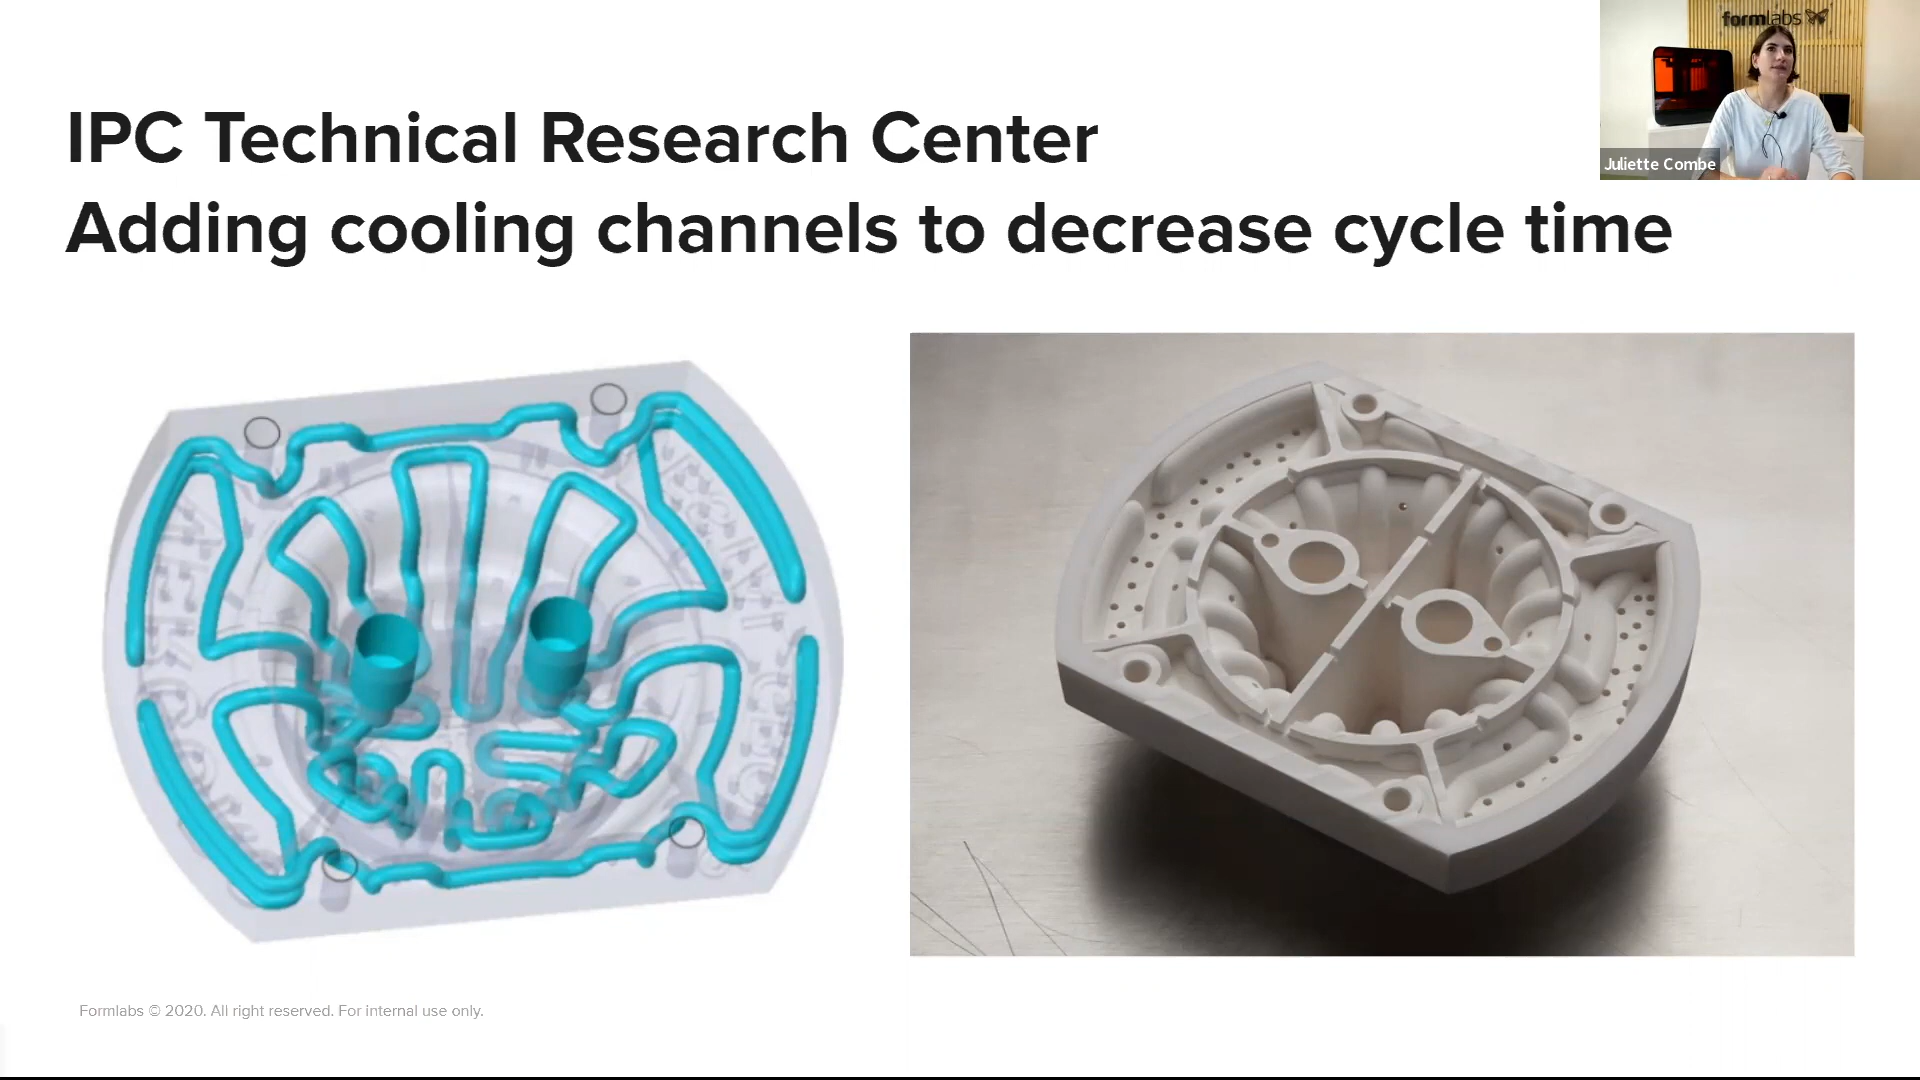 formlabs
Juliette Combe
IPC Technical Research Center
Adding cooling channels to decrease cycle time
Formlabs © 2020. All right reserved. For internal use only.